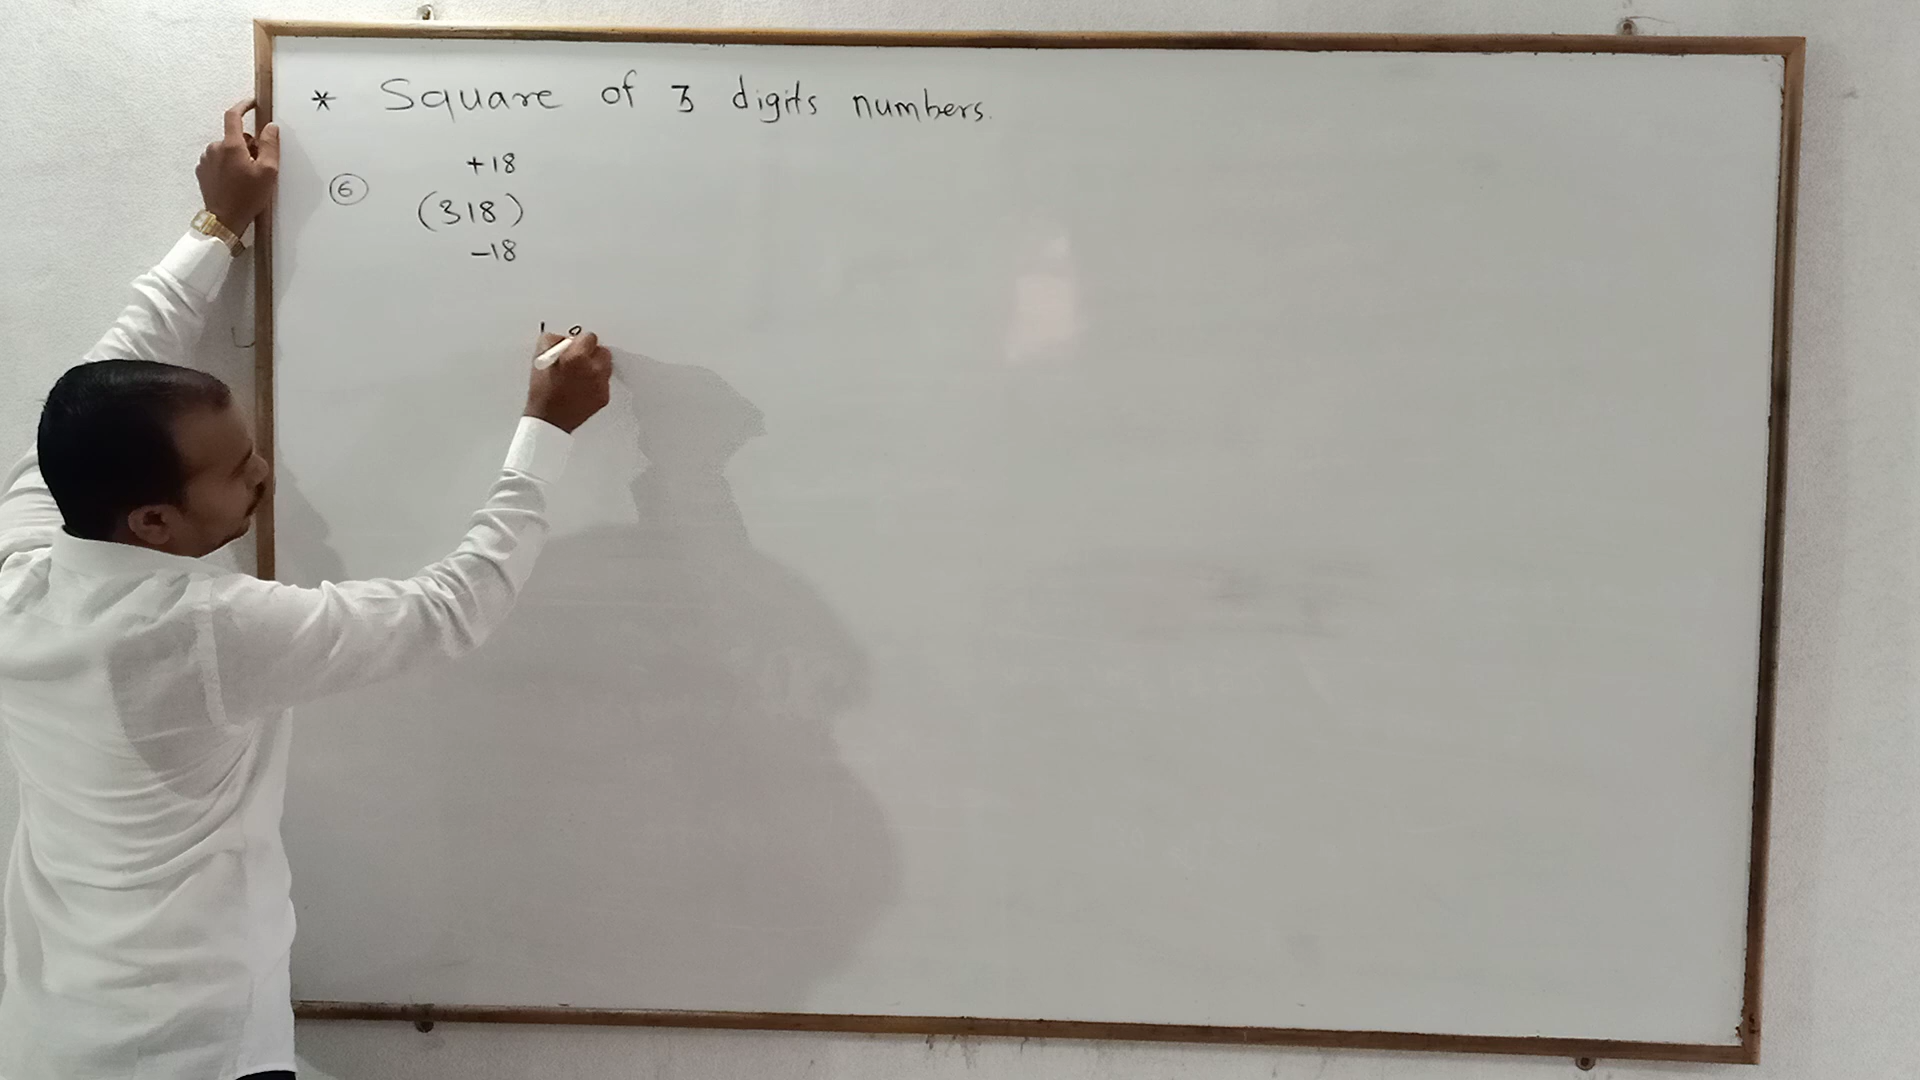 * Square of 3 digits numbers.
+18
⑥ (318)
-18